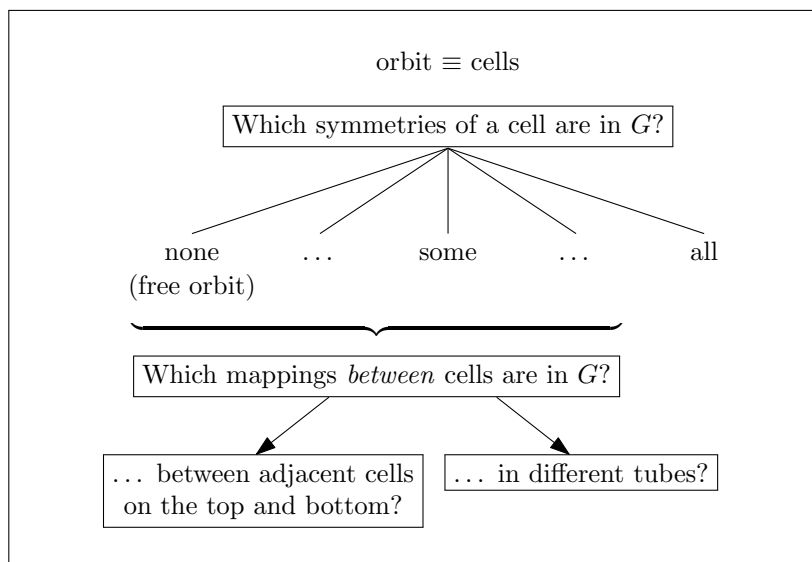 orbit ≡ cells
Which symmetries of a cell are in G?
none … some … all
(free orbit)
Which mappings between cells are in G?
… between adjacent cells
on the top and bottom?
… in different tubes?